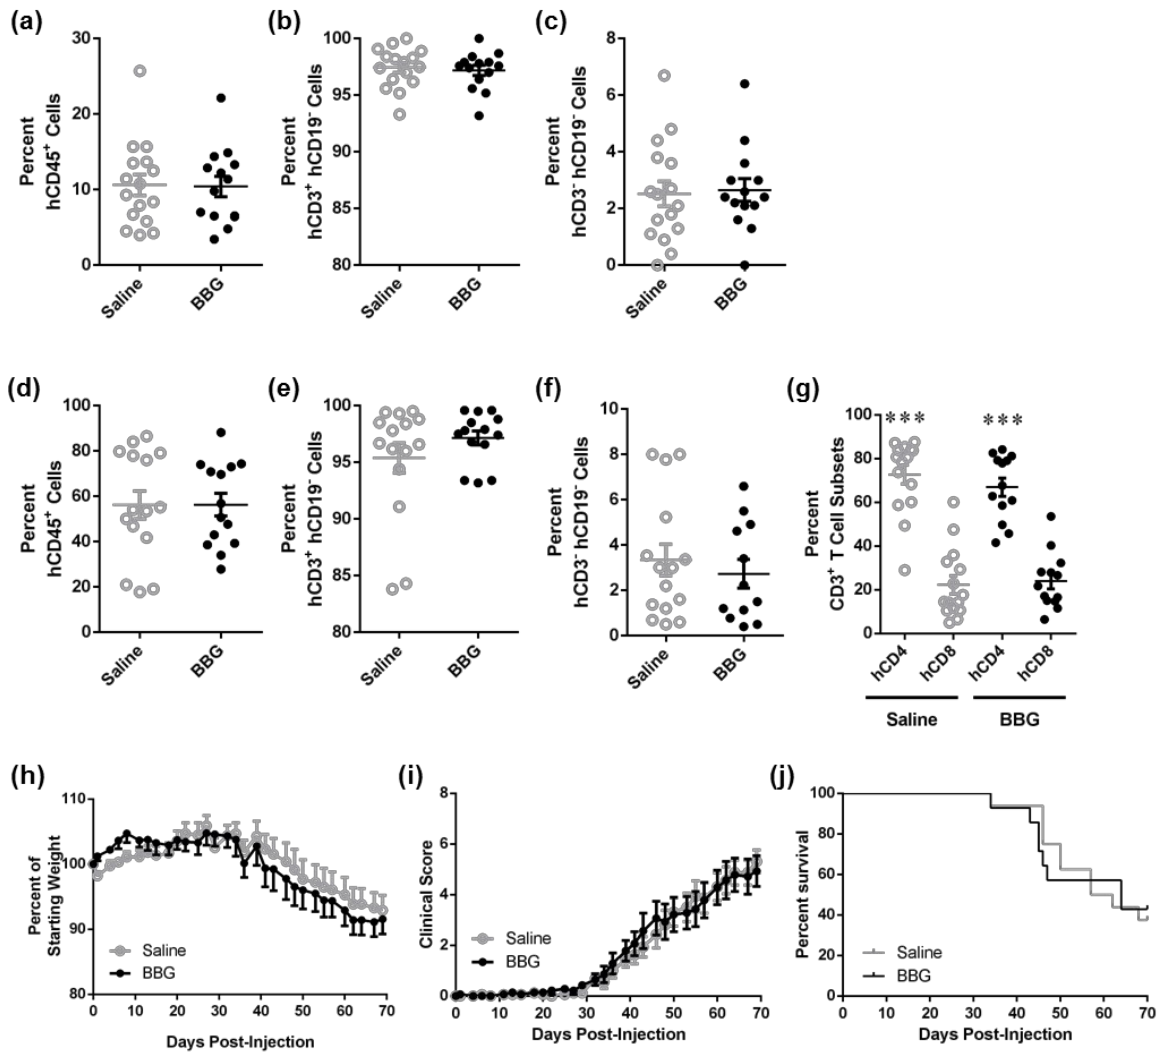 (a)
Percent
hCD45⁺ Cells
30
20
10
0
Saline
BBG
(b)
Percent
hCD3⁺ hCD19⁻ Cells
100
95
90
85
80
Saline
BBG
(c)
Percent
hCD3⁻ hCD19⁻ Cells
8
6
4
2
0
Saline
BBG
(d)
Percent
hCD45⁺ Cells
100
80
60
40
20
0
Saline
BBG
(e)
Percent
hCD3⁺ hCD19⁻ Cells
100
95
90
85
80
Saline
BBG
(f)
Percent
hCD3⁻ hCD19⁻ Cells
10
8
6
4
2
0
Saline
BBG
(g)
Percent
CD3⁺ T Cell Subsets
100
80
60
40
20
0
*** ***
hCD4
hCD8
hCD4
hCD8
Saline
BBG
(h)
Percent of
Starting Weight
110
100
90
80
Saline
BBG
0 10 20 30 40 50 60 70
Days Post-Injection
(i)
Clinical Score
8
6
4
2
0
Saline
BBG
0 10 20 30 40 50 60 70
Days Post-Injection
(j)
Percent survival
100
80
60
40
20
0
Saline
BBG
0 10 20 30 40 50 60 70
Days Post-Injection